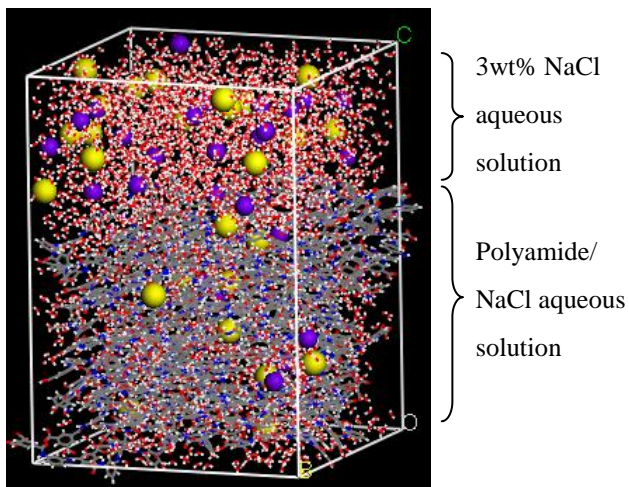 C
3wt% NaCl
aqueous
solution
Polyamide/
NaCl aqueous
solution
O
B